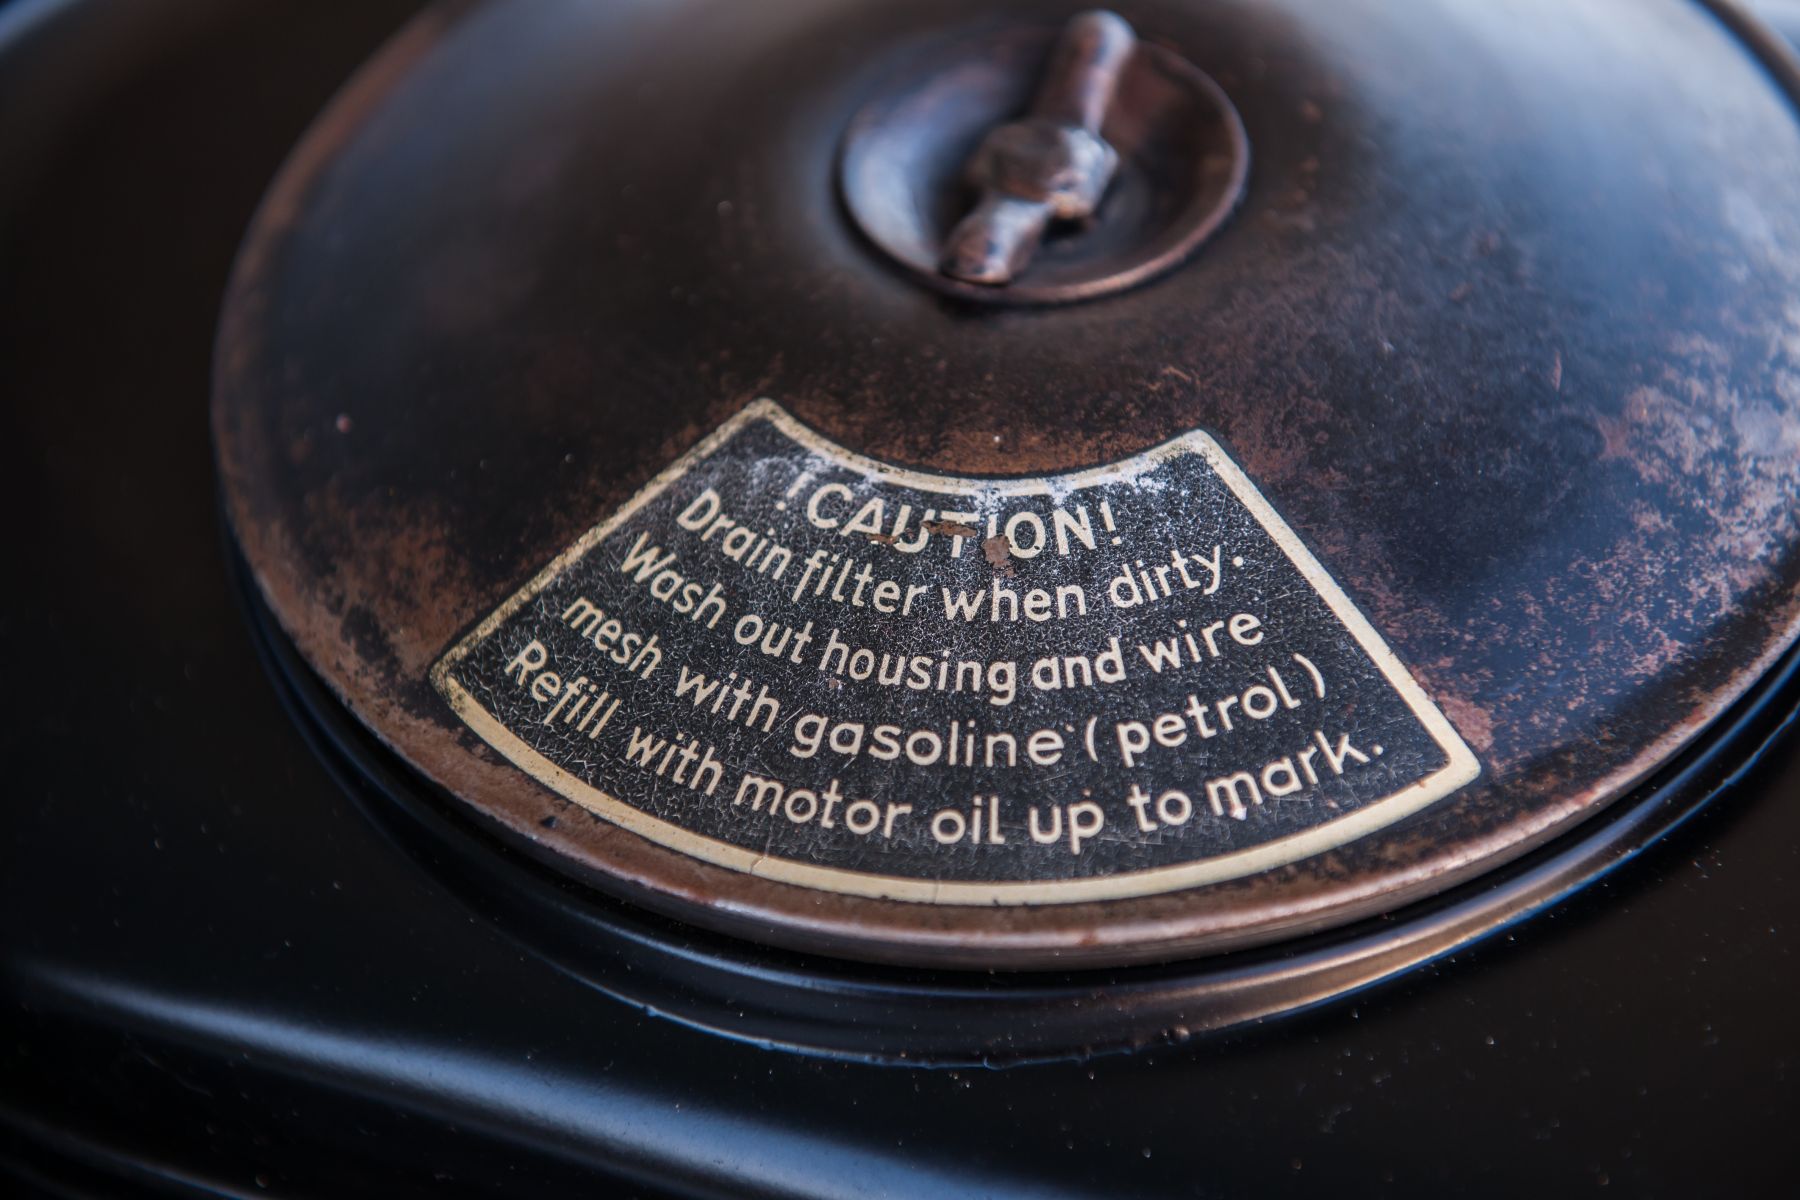 !CAUTION!
Drain filter when dirty.
Wash out housing and wire
mesh with gasoline (petrol)
Refill with motor oil up to mark.